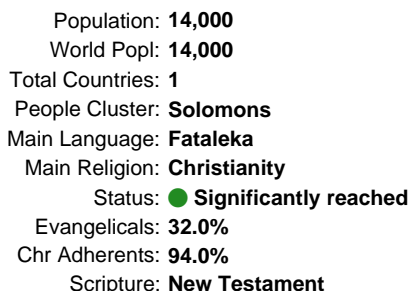 Population: 14,000
World Popl: 14,000
Total Countries: 1
People Cluster: Solomons
Main Language: Fataleka
Main Religion: Christianity
Status: Significantly reached
Evangelicals: 32.0%
Chr Adherents: 94.0%
Scripture: New Testament